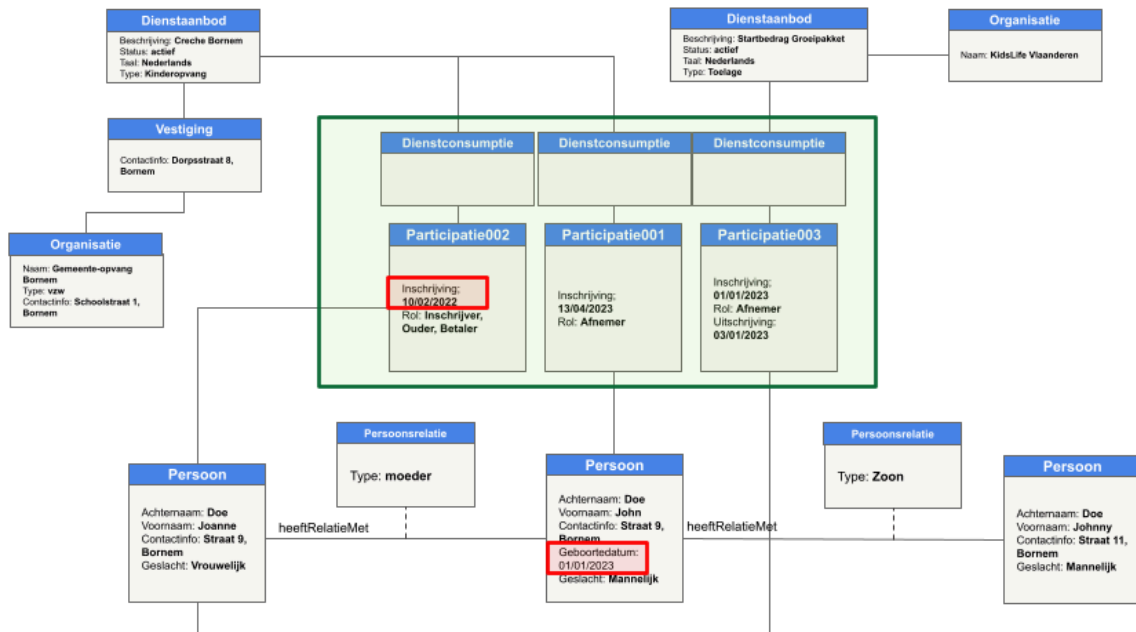 Dienstaanbod
Beschrijving: Creche Bornem
Status: actief
Taal: Nederlands
Type: Kinderopvang
Dienstaanbod
Beschrijving: Startbedrag Groeipakket
Status: actief
Taal: Nederlands
Type: Toelage
Organisatie
Naam: KidsLife Vlaanderen
Vestiging
Contactinfo: Dorpsstraat 8,
Bornem
Organisatie
Naam: Gemeente-opvang
Bornem
Type: vzw
Contactinfo: Schoolstraat 1,
Bornem
Dienstconsumptie
Dienstconsumptie
Dienstconsumptie
Participatie002
Inschrijving;
10/02/2022
Rol: Inschrijver,
Ouder, Betaler
Participatie001
Inschrijving;
13/04/2023
Rol: Afnemer
Participatie003
Inschrijving;
01/01/2023
Rol: Afnemer
Uitschrijving:
03/01/2023
Persoonsrelatie
Type: moeder
Persoonsrelatie
Type: Zoon
Persoon
Achternaam: Doe
Voornaam: Joanne
Contactinfo: Straat 9,
Bornem
Geslacht: Vrouwelijk
heeftRelatieMet
Persoon
Achternaam: Doe
Voornaam: John
Contactinfo: Straat 9,
Bornem
Geboortedatum:
01/01/2023
Geslacht: Mannelijk
heeftRelatieMet
Persoon
Achternaam: Doe
Voornaam: Johnny
Contactinfo: Straat 11,
Bornem
Geslacht: Mannelijk